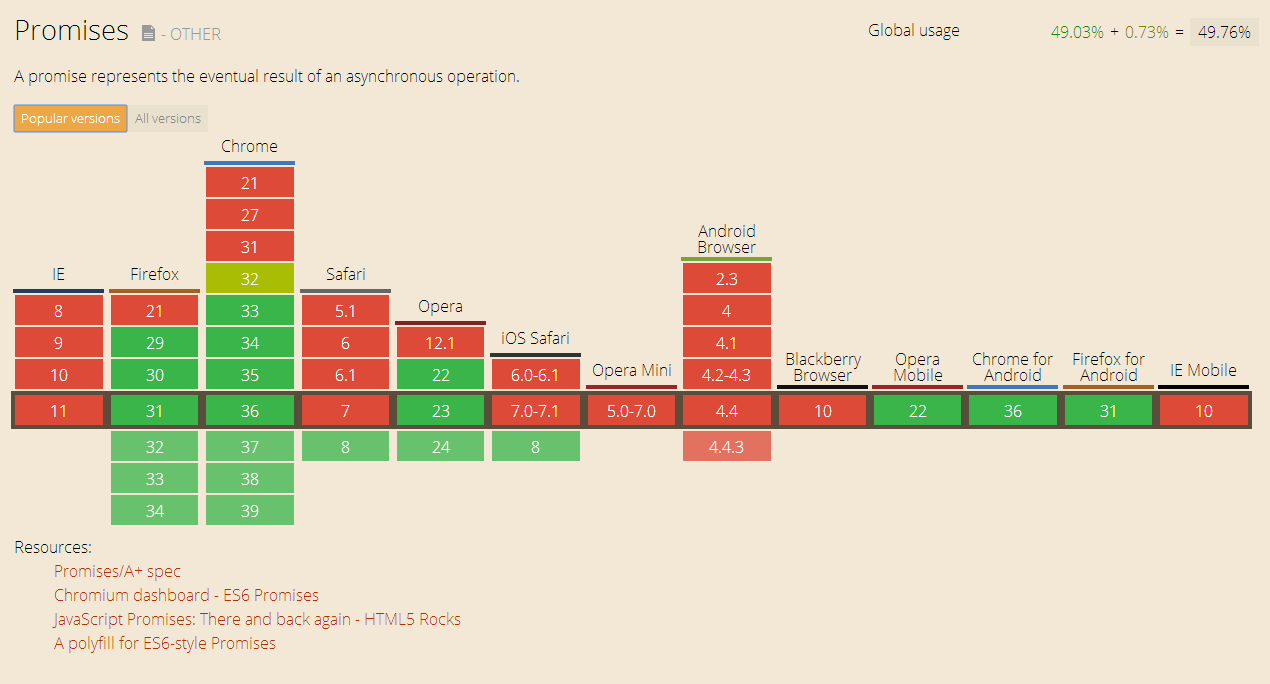 Promises - OTHER
Global usage 49.03% + 0.73% = 49.76%
A promise represents the eventual result of an asynchronous operation.
Popular versions All versions
IE
8
9
10
11
Firefox
21
29
30
31
32
33
34
Chrome
21
27
31
32
33
34
35
36
37
38
39
Safari
5.1
6
6.1
7
8
Opera
12.1
22
23
24
iOS Safari
6.0-6.1
7.0-7.1
8
Opera Mini
5.0-7.0
Android
Browser
2.3
4
4.1
4.2-4.3
4.4
4.4.3
Blackberry
Browser
10
Opera
Mobile
22
Chrome for
Android
36
Firefox for
Android
31
IE Mobile
10
Resources:
Promises/A+ spec
Chromium dashboard - ES6 Promises
JavaScript Promises: There and back again - HTML5 Rocks
A polyfill for ES6-style Promises